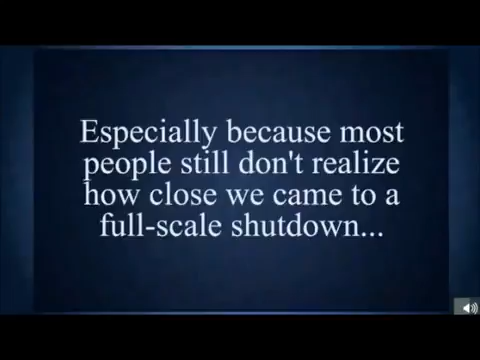 Especially because most
people still don't realize
how close we came to a
full-scale shutdown...